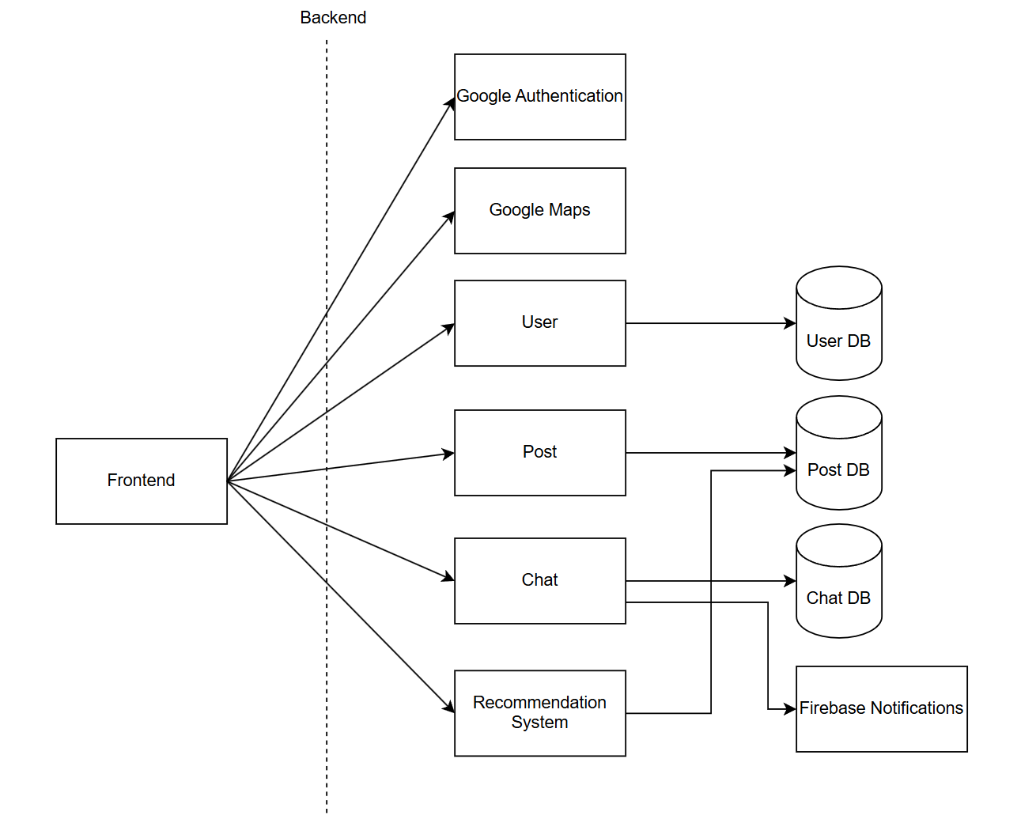 Backend
Google Authentication
Google Maps
User
User DB
Post
Post DB
Frontend
Chat
Chat DB
Recommendation
System
Firebase Notifications